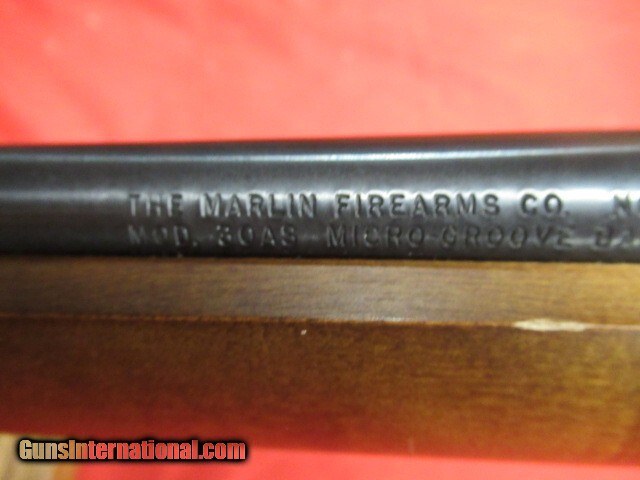 THE MARLIN FIREARMS CO.
MOD. 30AS MICRO-GROOVE
GunsInternational.com